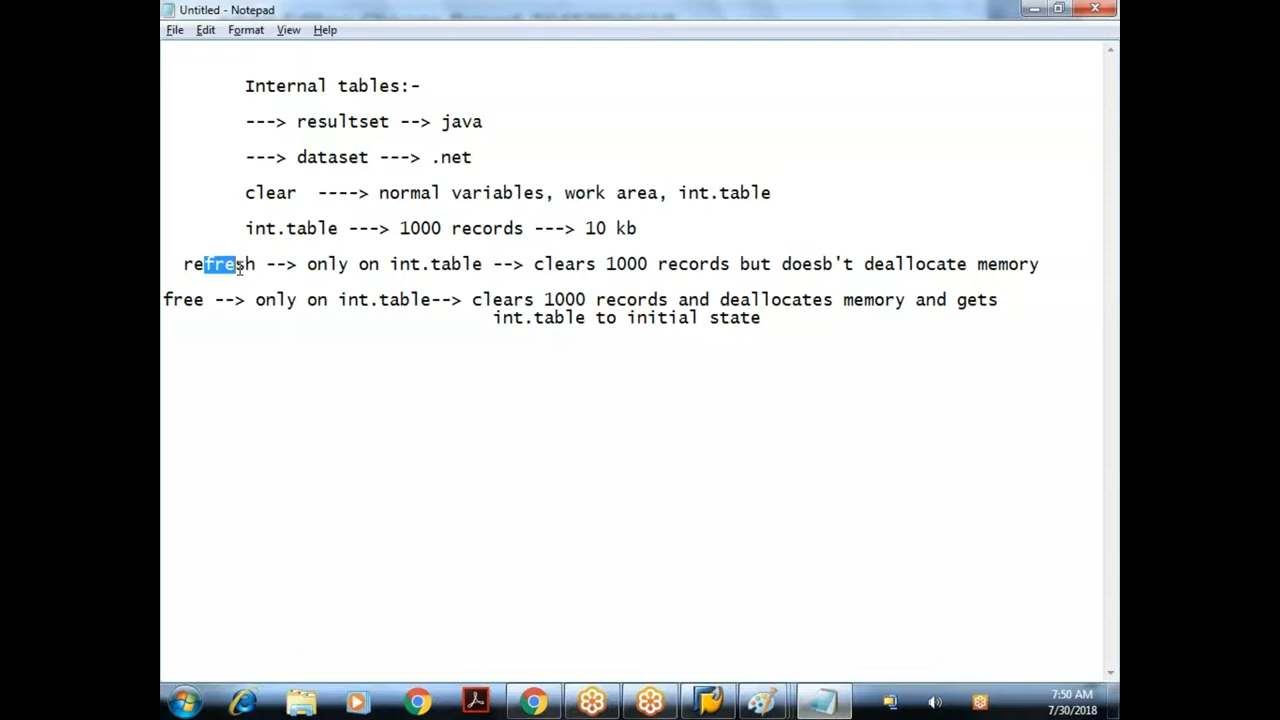 Untitled - Notepad
File Edit Format View Help
Internal tables:-
---> resultset --> java
---> dataset ---> .net
clear ----> normal variables, work area, int.table
int.table ---> 1000 records ---> 10 kb
refresh --> only on int.table --> clears 1000 records but doesb't deallocate memory
free --> only on int.table--> clears 1000 records and deallocates memory and gets
int.table to initial state
7:50 AM
7/30/2018